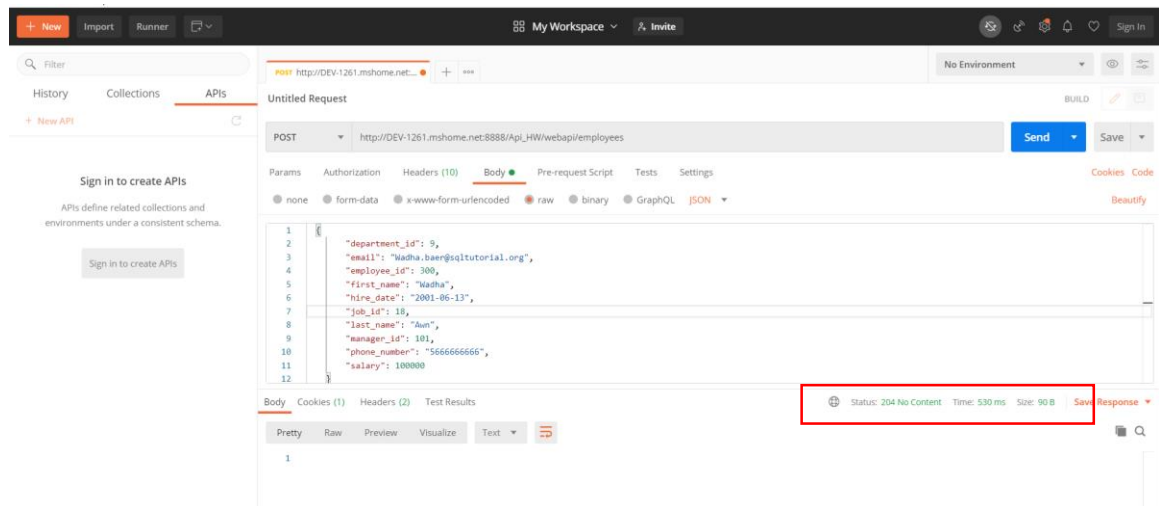 + New Import Runner My Workspace Invite Sign In
Filter
History Collections APIs
+ New API
Sign in to create APIs
APIs define related collections and
environments under a consistent schema.
Sign in to create APIs
POST http://DEV-1261.mshome.net:... + ooo
No Environment
Untitled Request BUILD
POST http://DEV-1261.mshome.net:8888/Api_HW/webapi/employees Send Save
Params Authorization Headers (10) Body Pre-request Script Tests Settings Cookies Code
none form-data x-www-form-urlencoded raw binary GraphQL JSON Beautify
1 {
2 "department_id": 9,
3 "email": "Wadha.baer@sqltutorial.org",
4 "employee_id": 300,
5 "first_name": "Wadha",
6 "hire_date": "2001-06-13",
7 "job_id": 18,
8 "last_name": "Awn",
9 "manager_id": 101,
10 "phone_number": "5666666666",
11 "salary": 100000
12 }
Body Cookies (1) Headers (2) Test Results Status: 204 No Content Time: 530 ms Size: 90 B Save Response
Pretty Raw Preview Visualize Text
1